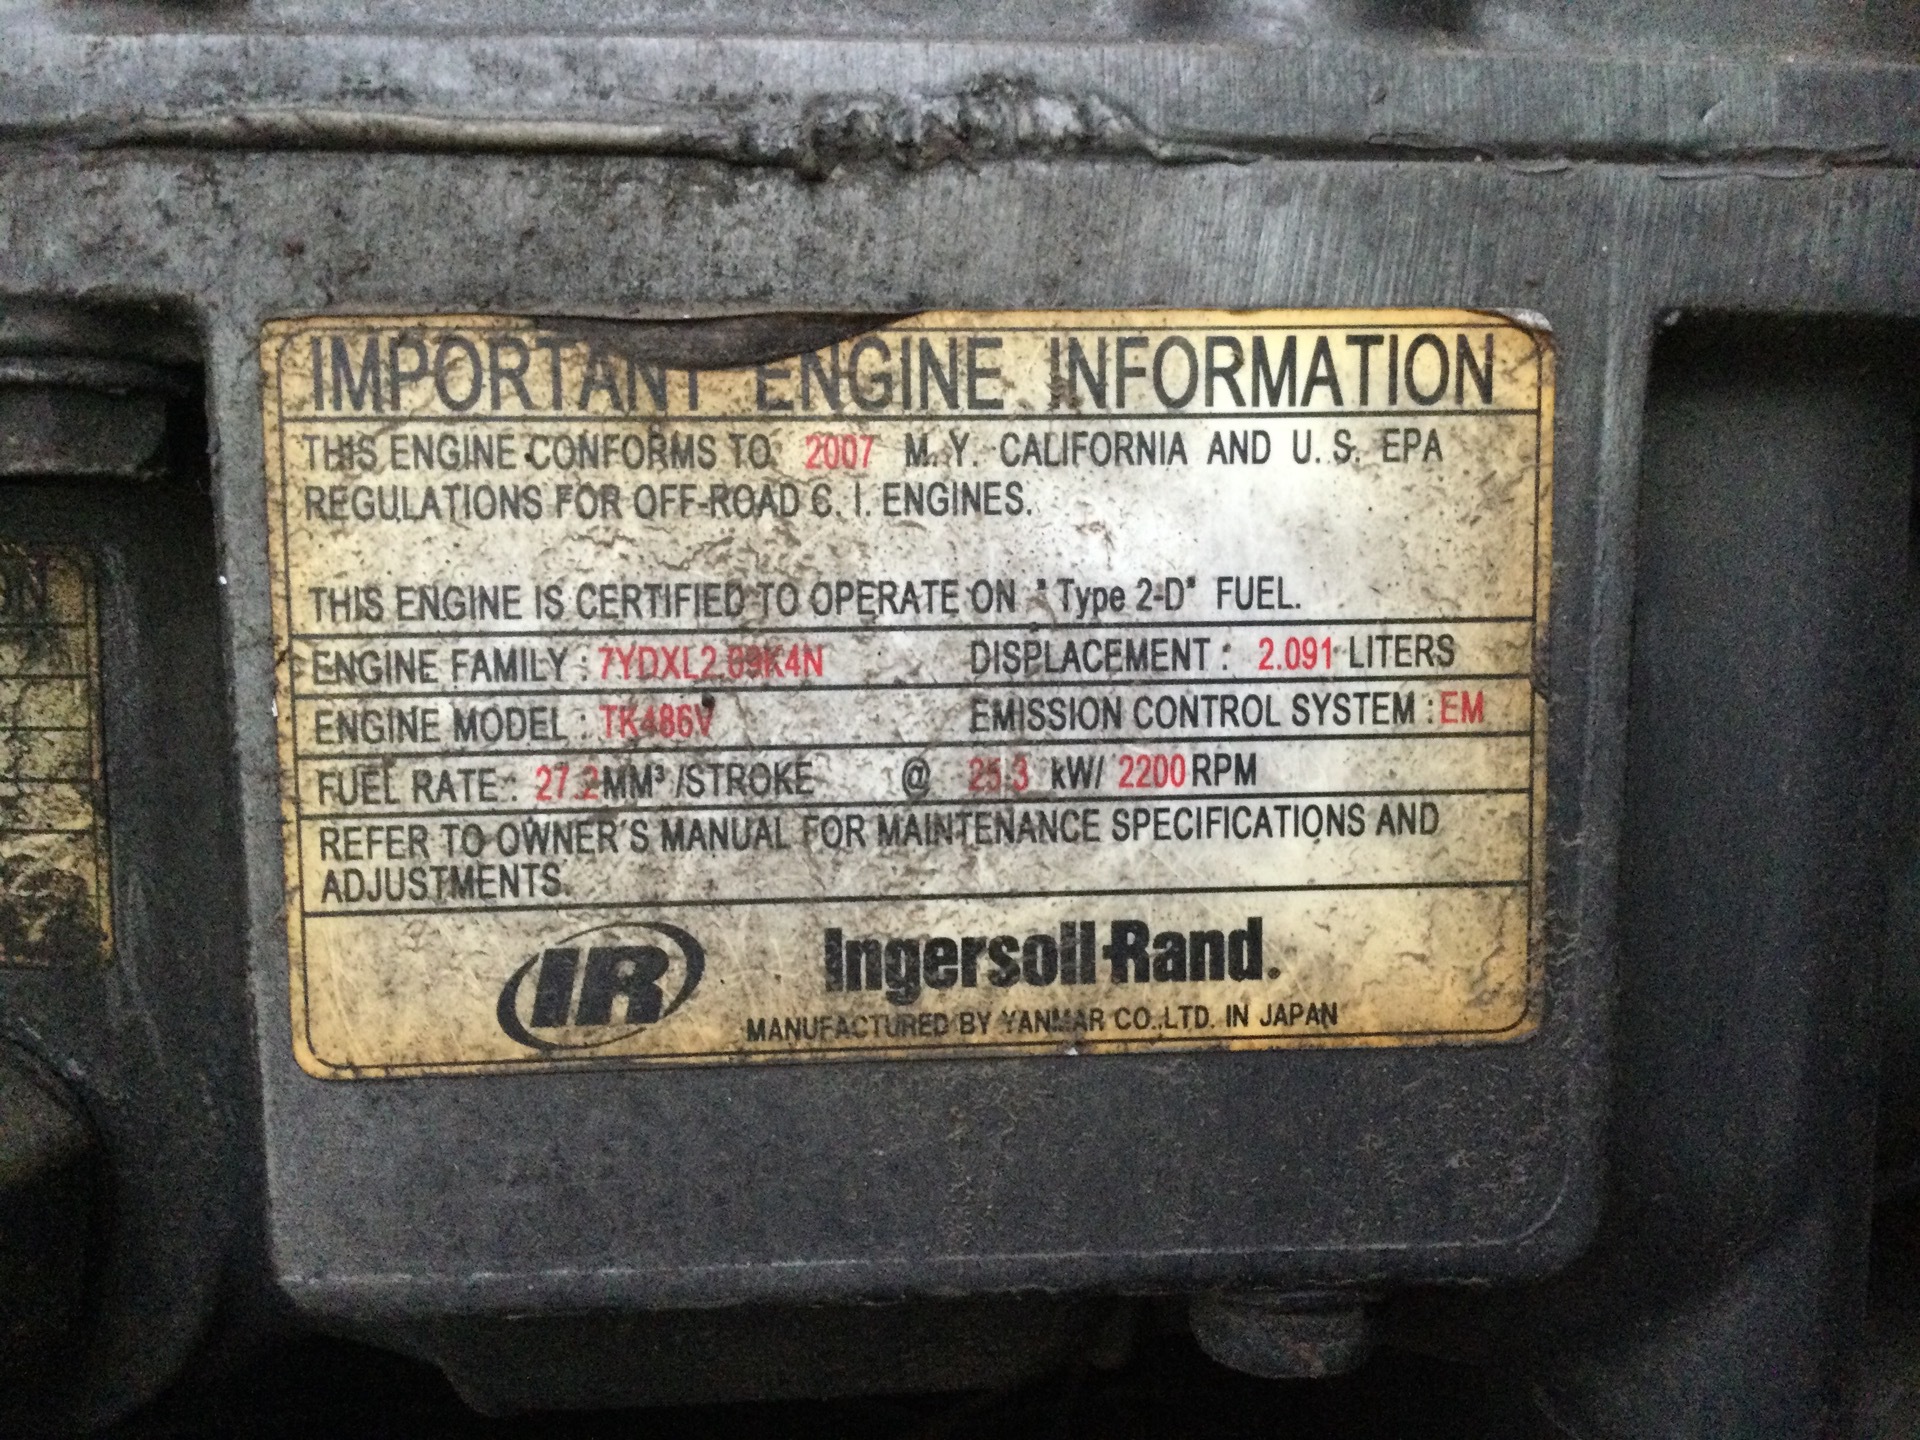 IMPORTANT ENGINE INFORMATION
THIS ENGINE CONFORMS TO 2007 M.Y. CALIFORNIA AND U.S. EPA
REGULATIONS FOR OFF-ROAD C.I. ENGINES.
THIS ENGINE IS CERTIFIED TO OPERATE ON "Type 2-D" FUEL.
ENGINE FAMILY : 7YDXL2.09K4N DISPLACEMENT : 2.091 LITERS
ENGINE MODEL : TK486V EMISSION CONTROL SYSTEM : EM
FUEL RATE : 27.2 MM³ /STROKE @ 25.3 kW/ 2200 RPM
REFER TO OWNER'S MANUAL FOR MAINTENANCE SPECIFICATIONS AND
ADJUSTMENTS.
IR Ingersoll-Rand.
MANUFACTURED BY YANMAR CO.,LTD. IN JAPAN
ON